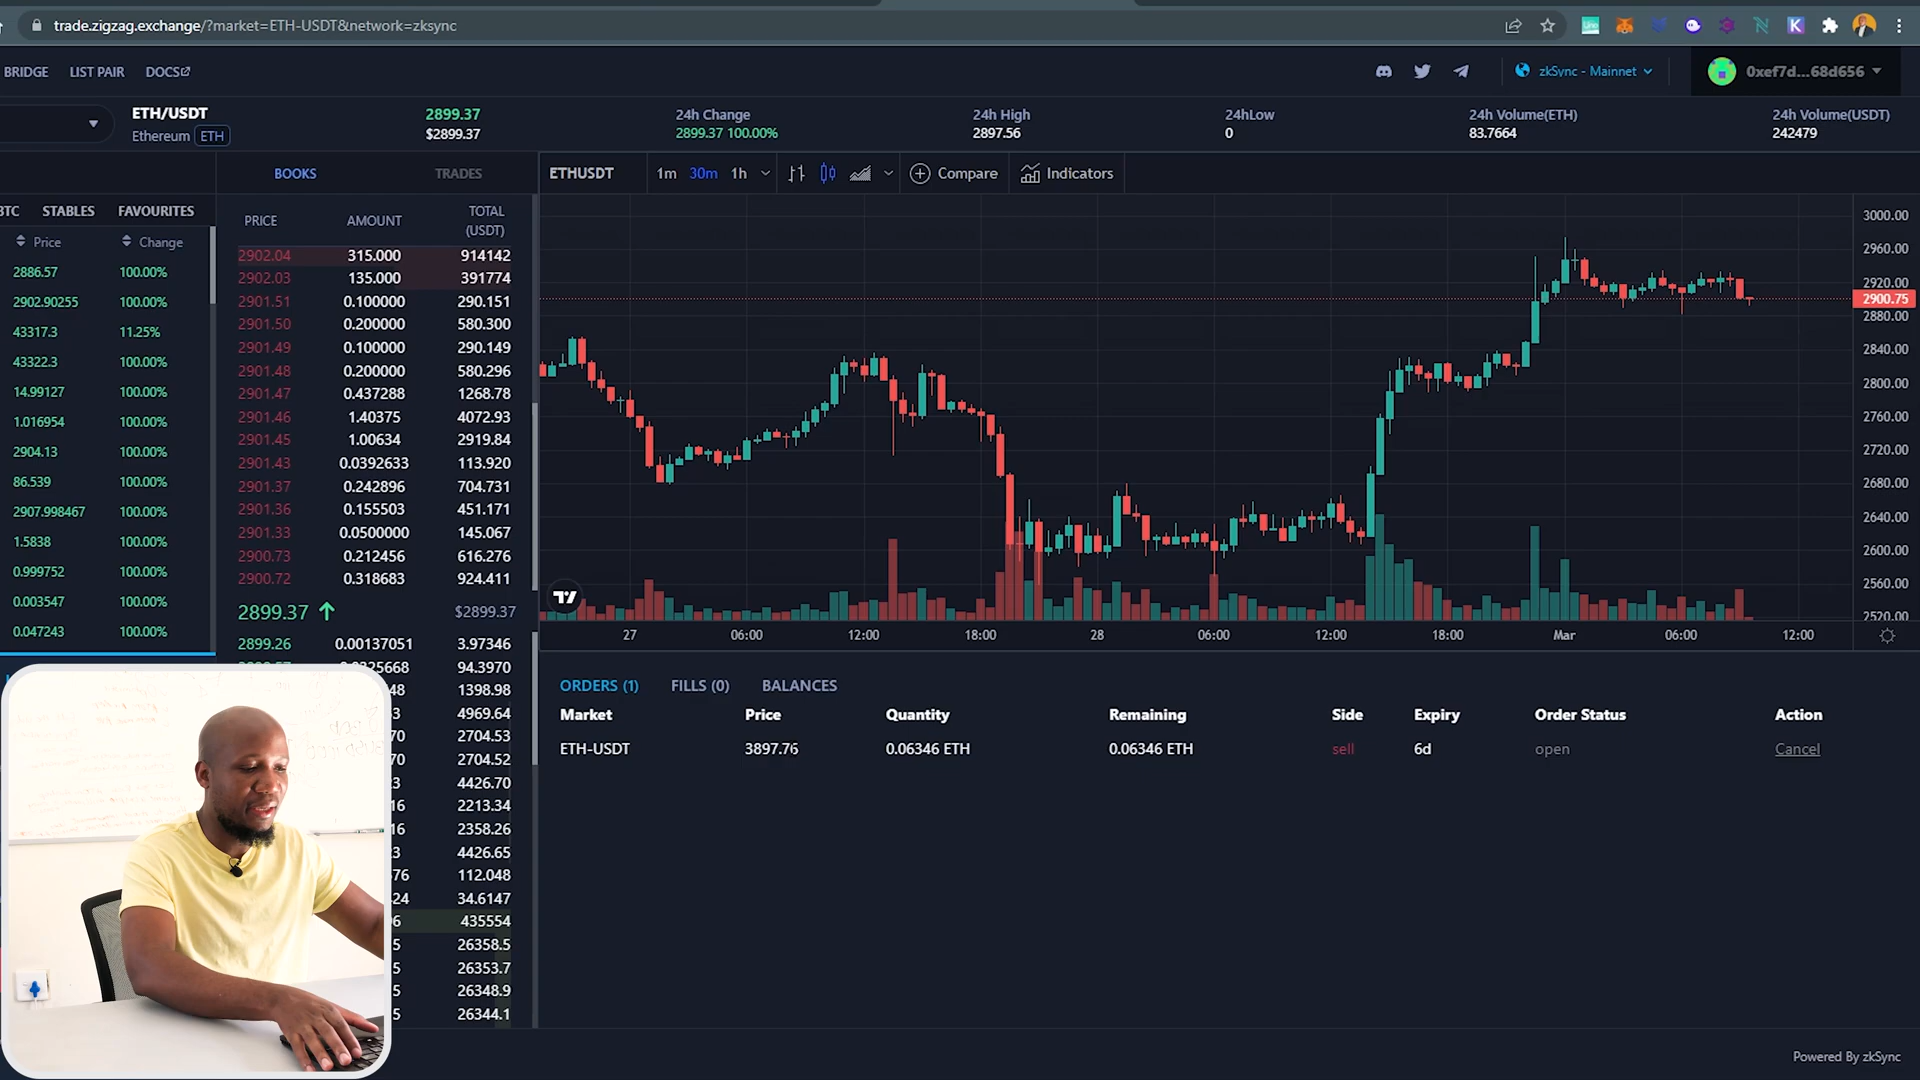 trade.zigzag.exchange/?market=ETH-USDT&network=zksync
BRIDGE LIST PAIR DOCS
zkSync - Mainnet 0xef7d...68d656
ETH/USDT
Ethereum ETH
2899.37
$2899.37
24h Change
2899.37 100.00%
24h High
2897.56
24hLow
0
24h Volume(ETH)
83.7664
24h Volume(USDT)
242479
BTC STABLES FAVOURITES
Price Change
2886.57 100.00%
2902.90255 100.00%
43317.3 11.25%
43322.3 100.00%
14.99127 100.00%
1.016954 100.00%
2904.13 100.00%
86.539 100.00%
2907.998467 100.00%
1.5838 100.00%
0.999752 100.00%
0.003547 100.00%
0.047243 100.00%
BOOKS TRADES
PRICE AMOUNT TOTAL
(USDT)
2902.04 315.000 914142
2902.03 135.000 391774
2901.51 0.100000 290.151
2901.50 0.200000 580.300
2901.49 0.100000 290.149
2901.48 0.200000 580.296
2901.47 0.437288 1268.78
2901.46 1.40375 4072.93
2901.45 1.00634 2919.84
2901.43 0.0392633 113.920
2901.37 0.242896 704.731
2901.36 0.155503 451.171
2901.33 0.0500000 145.067
2900.73 0.212456 616.276
2900.72 0.318683 924.411
2899.37 $2899.37
2899.26 0.00137051 3.97346
94.3970
1398.98
4969.64
2704.53
2704.52
4426.70
2213.34
2358.26
4426.65
112.048
34.6147
435554
26358.5
26353.7
26348.9
26344.1
ETHUSDT 1m 30m 1h Compare Indicators
3000.00
2960.00
2920.00
2900.75
2880.00
2840.00
2800.00
2760.00
2720.00
2680.00
2640.00
2600.00
2560.00
2520.00
27 06:00 12:00 18:00 28 06:00 12:00 18:00 Mar 06:00 12:00
ORDERS (1) FILLS (0) BALANCES
Market Price Quantity Remaining Side Expiry Order Status Action
ETH-USDT 3897.76 0.06346 ETH 0.06346 ETH sell 6d open Cancel
Powered By zkSync